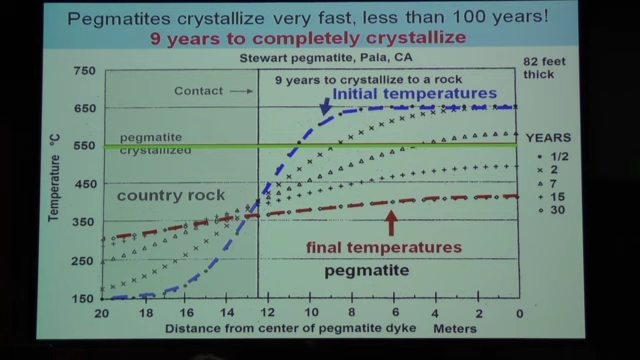 Pegmatites crystallize very fast, less than 100 years!
9 years to completely crystallize
Stewart pegmatite, Pala, CA
82 feet
thick
750
650
550
450
350
250
150
Temperature °C
Contact
9 years to crystallize to a rock
Initial temperatures
pegmatite
crystallized
country rock
final temperatures
pegmatite
YEARS
1/2
2
7
15
30
20 18 16 14 12 10 8 6 4 2 0
Distance from center of pegmatite dyke Meters